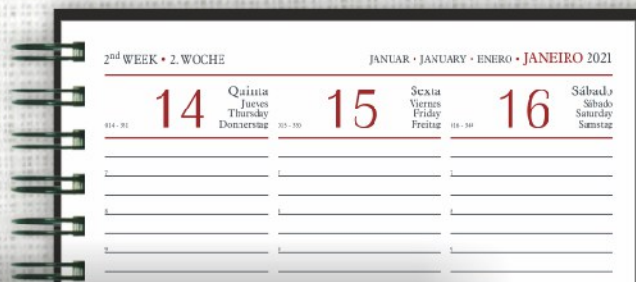 2nd WEEK • 2. WOCHE
JANUAR • JANUARY • ENERO • JANEIRO 2021
14
Quinta
Jueves
Thursday
Donnerstag
15
Sexta
Viernes
Friday
Freitag
16
Sábado
Sábado
Saturday
Samstag